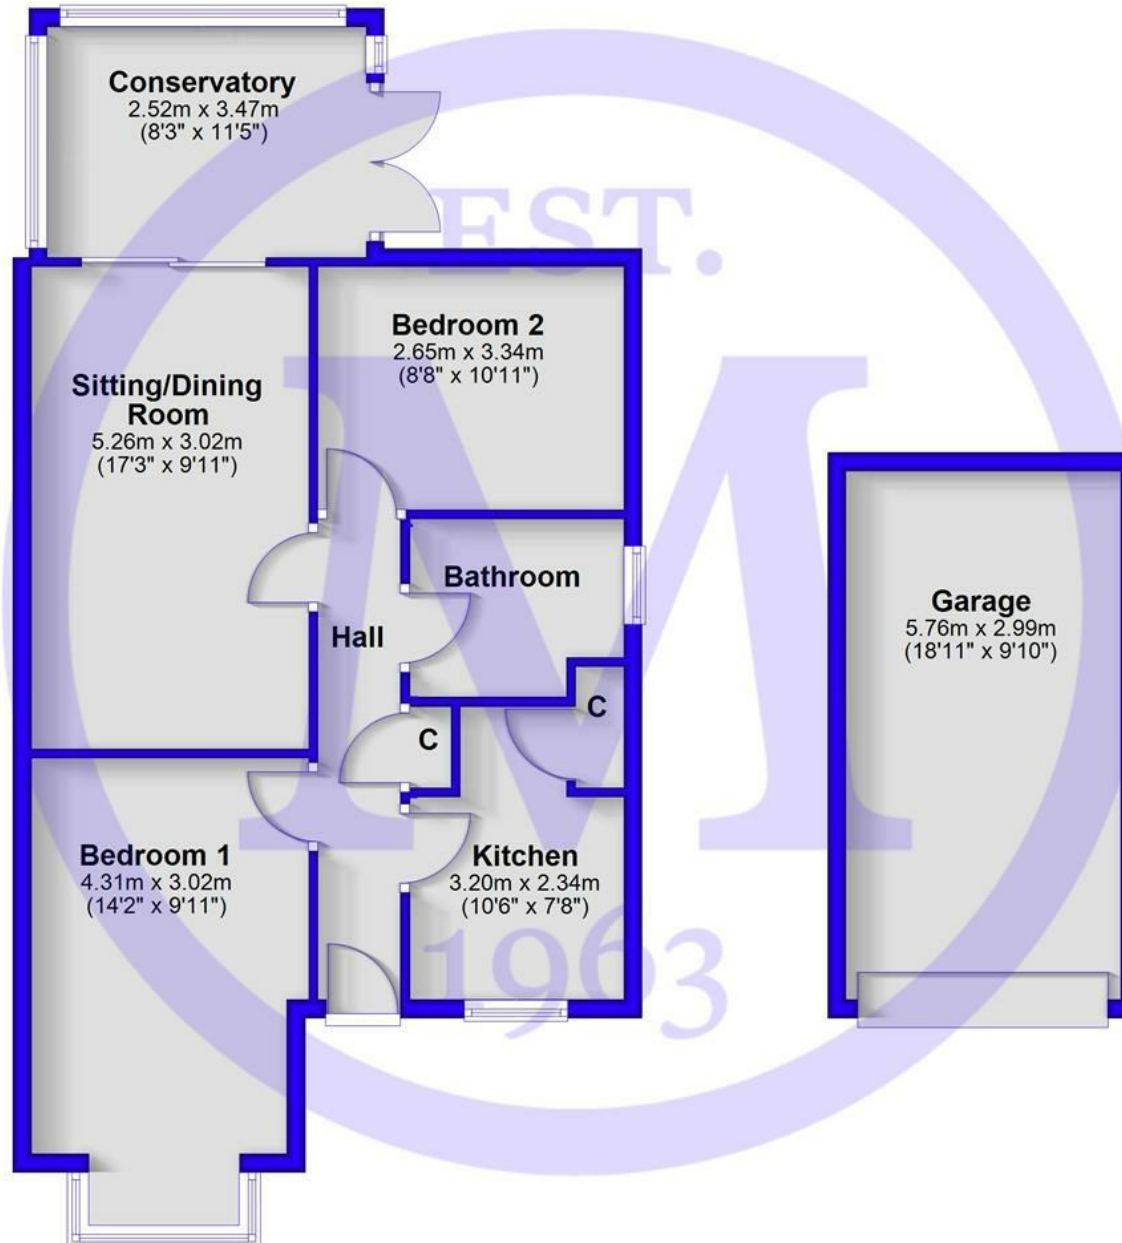 Conservatory
2.52m x 3.47m
(8'3" x 11'5")
EST.
Bedroom 2
2.65m x 3.34m
(8'8" x 10'11")
Sitting/Dining
Room
5.26m x 3.02m
(17'3" x 9'11")
M
Bathroom
Hall
Garage
5.76m x 2.99m
(18'11" x 9'10")
C
C
Bedroom 1
4.31m x 3.02m
(14'2" x 9'11")
Kitchen
3.20m x 2.34m
(10'6" x 7'8")
1963